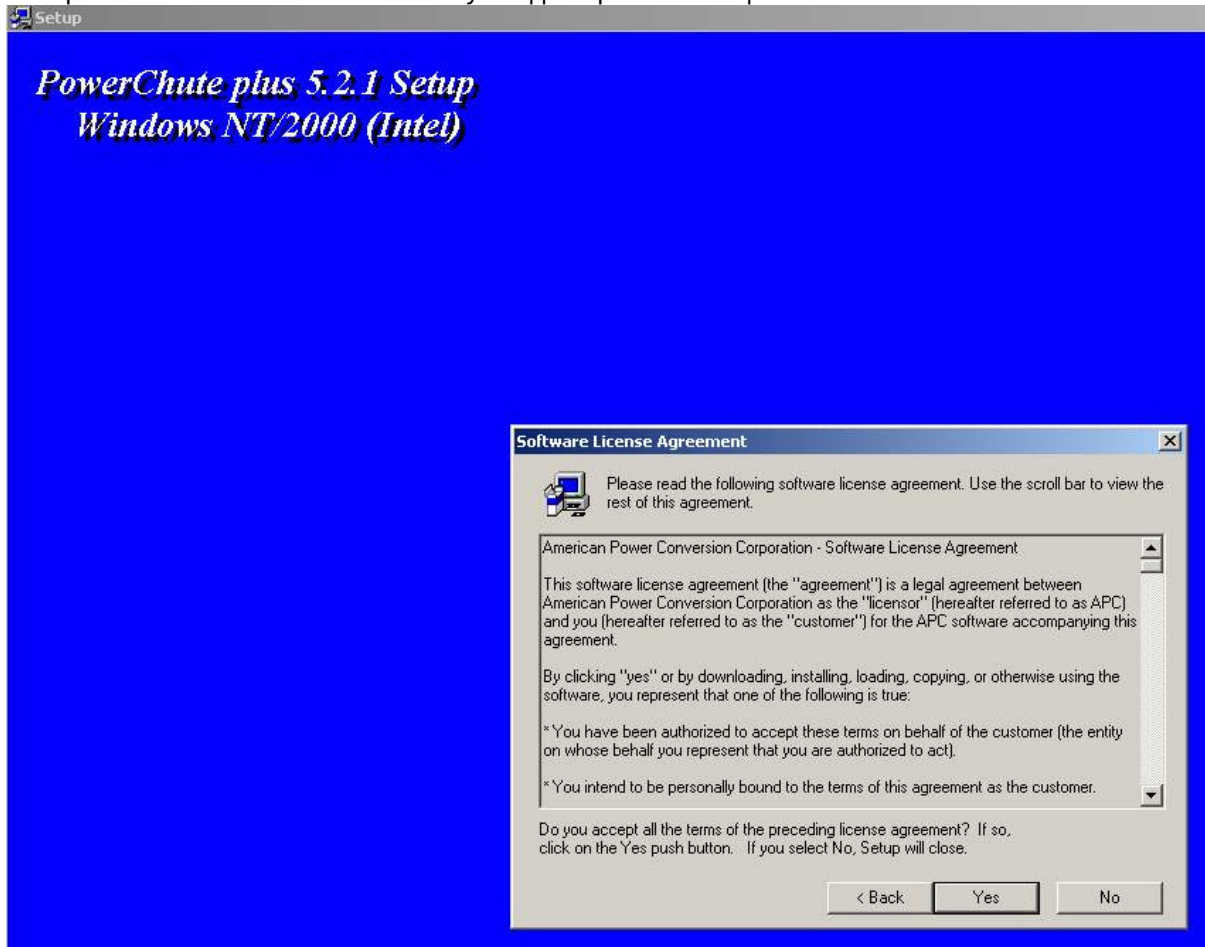 Setup
PowerChute plus 5.2.1 Setup
Windows NT/2000 (Intel)
Software License Agreement
Please read the following software license agreement. Use the scroll bar to view the
rest of this agreement.
American Power Conversion Corporation - Software License Agreement
This software license agreement (the "agreement") is a legal agreement between
American Power Conversion Corporation as the "licensor" (hereafter referred to as APC)
and you (hereafter referred to as the "customer") for the APC software accompanying this
agreement.
By clicking "yes" or by downloading, installing, loading, copying, or otherwise using the
software, you represent that one of the following is true:
* You have been authorized to accept these terms on behalf of the customer (the entity
on whose behalf you represent that you are authorized to act).
* You intend to be personally bound to the terms of this agreement as the customer.
Do you accept all the terms of the preceding license agreement? If so,
click on the Yes push button. If you select No, Setup will close.
< Back Yes No